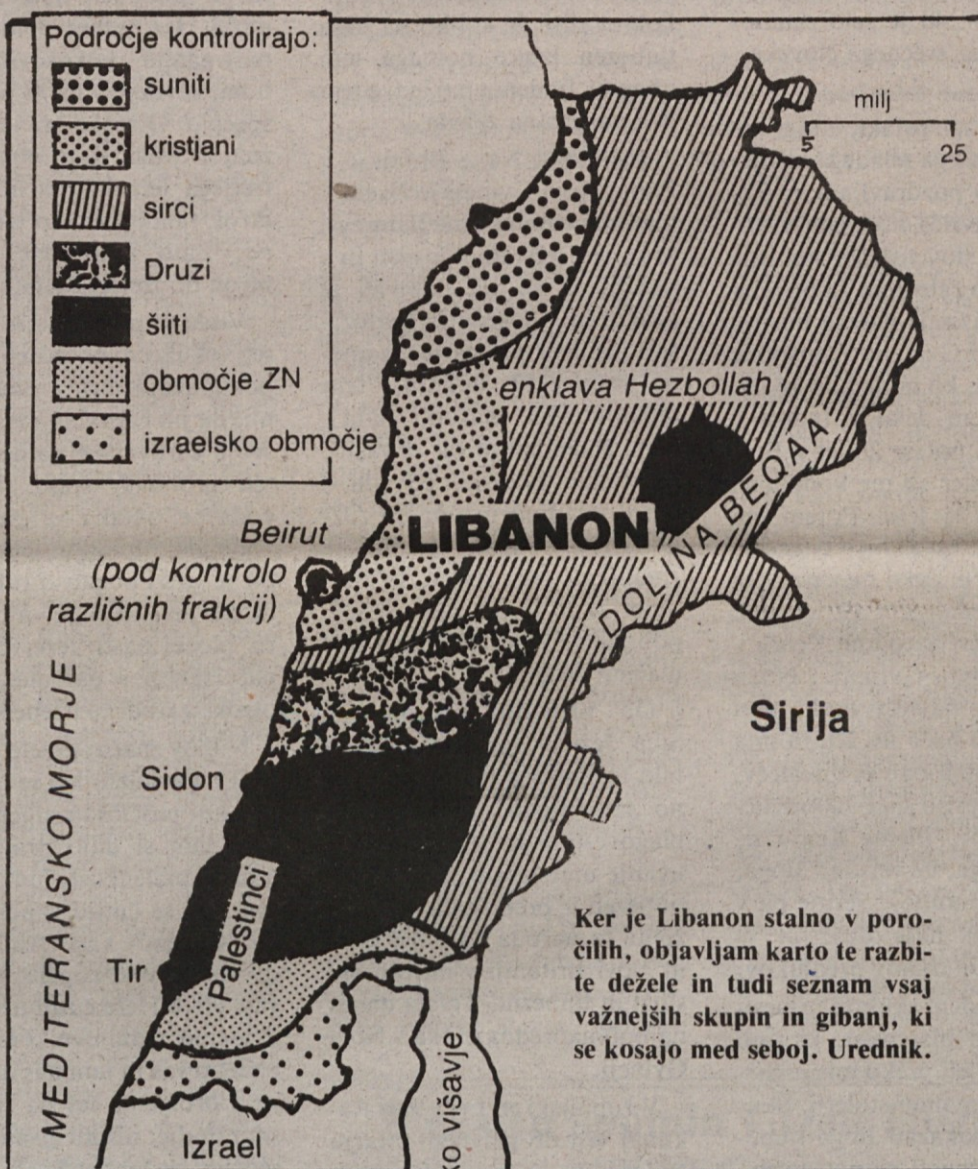 Področje kontrolirajo:
suniti
kristjani
sirci
Druzi
šiiti
območje ZN
izraelsko območje
milj
5
25
enklava Hezbollah
DOLINA BEQAA
LIBANON
Beirut
(pod kontrolo
različnih frakcij)
MEDITERANSKO MORJE
Sirija
Sidon
Palestinci
Tir
Ker je Libanon stalno v poro-
čilih, objavljam karto te razbi-
te dežele in tudi seznam vsaj
važnejših skupin in gibanj, ki
se kosajo med seboj. Urednik.
Izrael
višavje